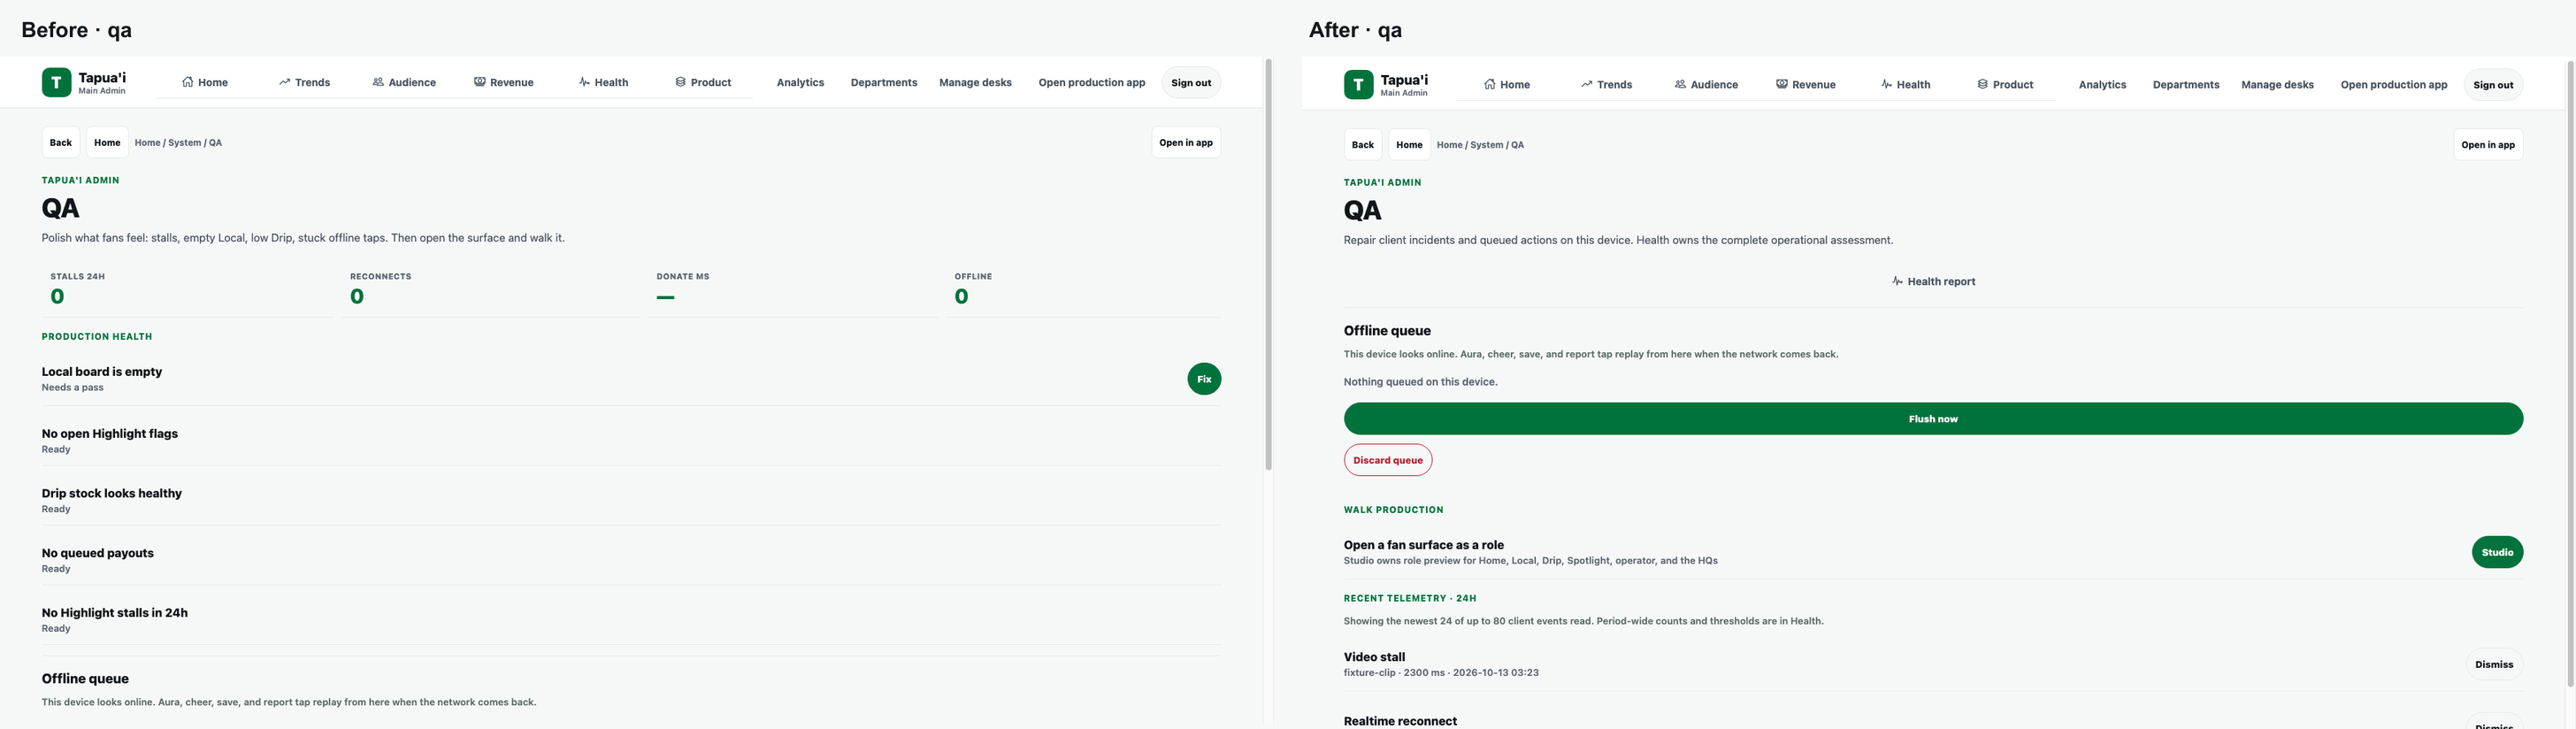 Before · qa
T
Tapua'i
Main Admin
Home
Trends
Audience
Revenue
Health
Product
Analytics
Departments
Manage desks
Open production app
Sign out
Back
Home
Home / System / QA
Open in app
TAPUA'I ADMIN
QA
Polish what fans feel: stalls, empty Local, low Drip, stuck offline taps. Then open the surface and walk it.
STALLS 24H
0
RECONNECTS
0
DONATE MS
—
OFFLINE
0
PRODUCTION HEALTH
Local board is empty
Needs a pass
Fix
No open Highlight flags
Ready
Drip stock looks healthy
Ready
No queued payouts
Ready
No Highlight stalls in 24h
Ready
Offline queue
This device looks online. Aura, cheer, save, and report tap replay from here when the network comes back.
After · qa
T
Tapua'i
Main Admin
Home
Trends
Audience
Revenue
Health
Product
Analytics
Departments
Manage desks
Open production app
Sign out
Back
Home
Home / System / QA
Open in app
TAPUA'I ADMIN
QA
Repair client incidents and queued actions on this device. Health owns the complete operational assessment.
Health report
Offline queue
This device looks online. Aura, cheer, save, and report tap replay from here when the network comes back.
Nothing queued on this device.
Flush now
Discard queue
WALK PRODUCTION
Open a fan surface as a role
Studio owns role preview for Home, Local, Drip, Spotlight, operator, and the HQs
Studio
RECENT TELEMETRY · 24H
Showing the newest 24 of up to 80 client events read. Period-wide counts and thresholds are in Health.
Video stall
fixture-clip · 2300 ms · 2026-10-13 03:23
Dismiss
Realtime reconnect
Dismiss